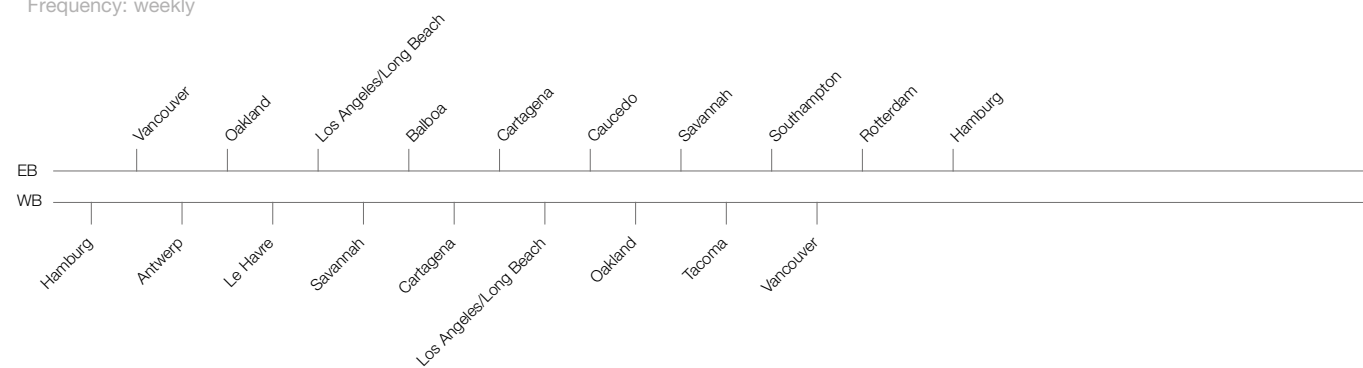 Frequency: weekly
Vancouver
Oakland
Los Angeles/Long Beach
Balboa
Cartagena
Caucedo
Savannah
Southampton
Rotterdam
Hamburg
EB
WB
Hamburg
Antwerp
Le Havre
Savannah
Cartagena
Los Angeles/Long Beach
Oakland
Tacoma
Vancouver